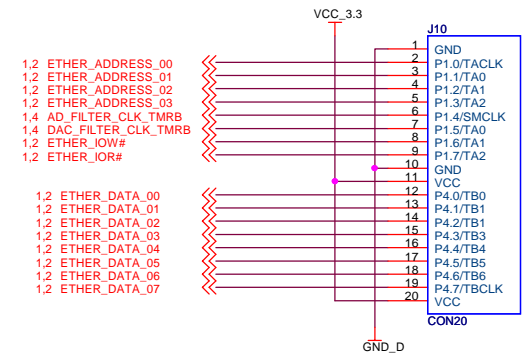 VCC_3.3
J10
1 GND
1,2 ETHER_ADDRESS_00 2 P1.0/TACLK
1,2 ETHER_ADDRESS_01 3 P1.1/TA0
1,2 ETHER_ADDRESS_02 4 P1.2/TA1
1,2 ETHER_ADDRESS_03 5 P1.3/TA2
1,4 AD_FILTER_CLK_TMRB 6 P1.4/SMCLK
1,4 DAC_FILTER_CLK_TMRB 7 P1.5/TA0
1,2 ETHER_IOW# 8 P1.6/TA1
1,2 ETHER_IOR# 9 P1.7/TA2
10 GND
11 VCC
1,2 ETHER_DATA_00 12 P4.0/TB0
1,2 ETHER_DATA_01 13 P4.1/TB1
1,2 ETHER_DATA_02 14 P4.2/TB1
1,2 ETHER_DATA_03 15 P4.3/TB3
1,2 ETHER_DATA_04 16 P4.4/TB4
1,2 ETHER_DATA_05 17 P4.5/TB5
1,2 ETHER_DATA_06 18 P4.6/TB6
1,2 ETHER_DATA_07 19 P4.7/TBCLK
20 VCC
CON20
GND_D